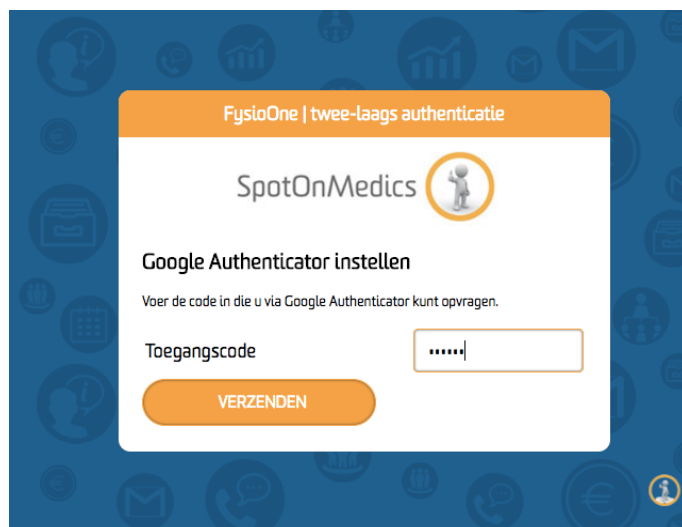 FysioOne | twee-laags authenticatie
SpotOnMedics
Google Authenticator instellen
Voer de code in die u via Google Authenticator kunt opvragen.
Toegangscode
••••••
VERZENDEN